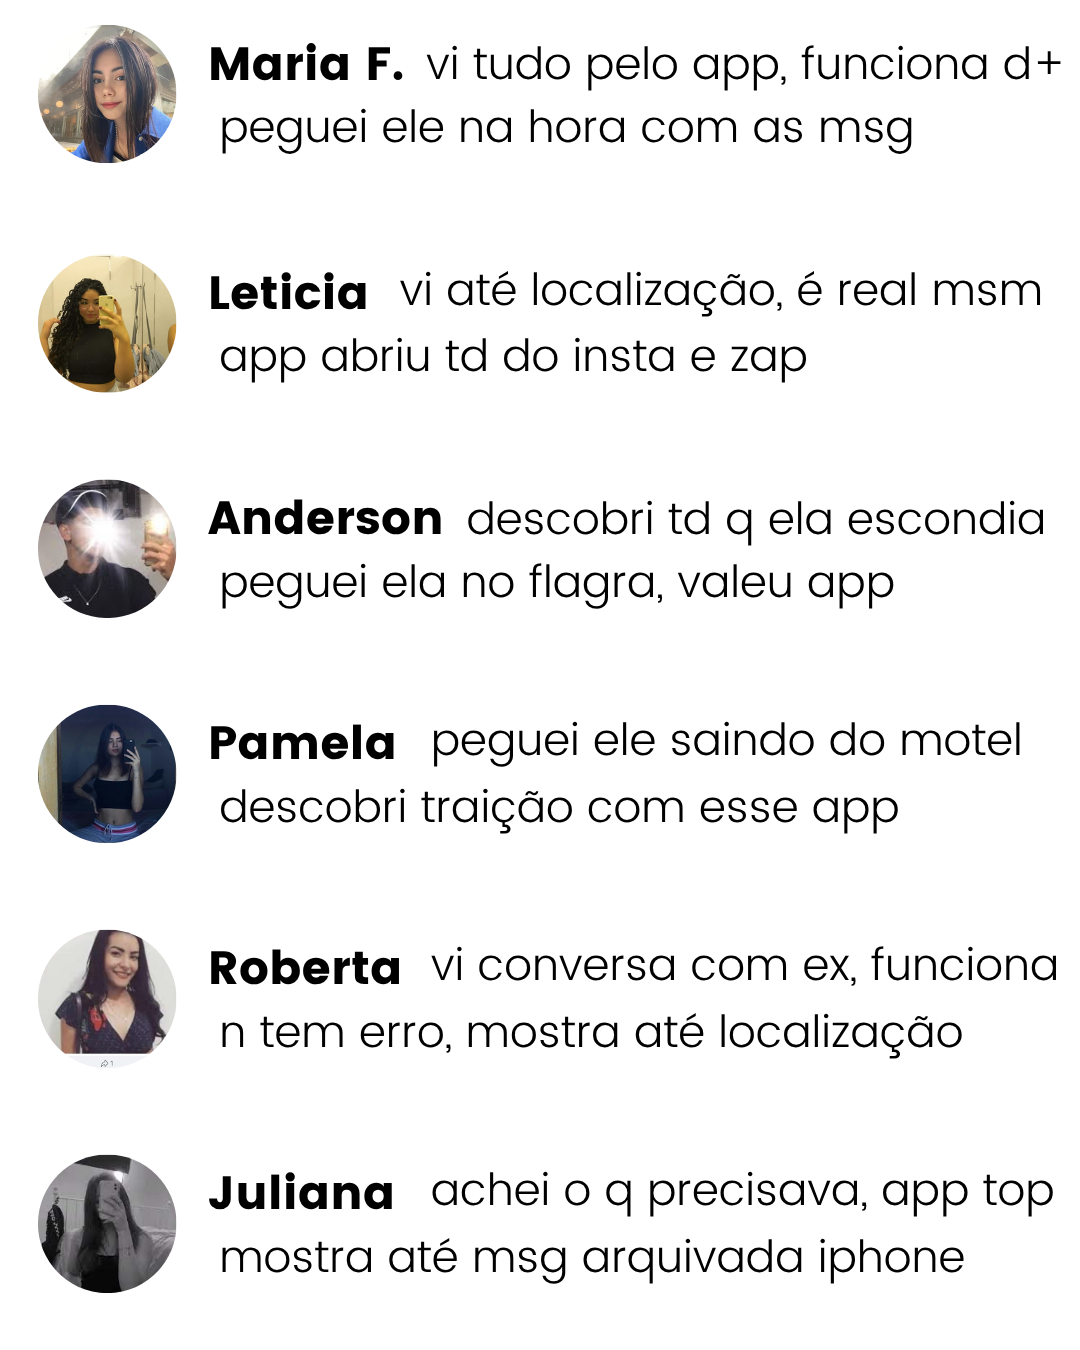 Maria F. vi tudo pelo app, funciona d+
peguei ele na hora com as msg
Leticia vi até localização, é real msm
app abriu td do insta e zap
Anderson descobri td q ela escondia
peguei ela no flagra, valeu app
Pamela peguei ele saindo do motel
descobri traição com esse app
Roberta vi conversa com ex, funciona
n tem erro, mostra até localização
1
Juliana achei o q precisava, app top
mostra até msg arquivada iphone